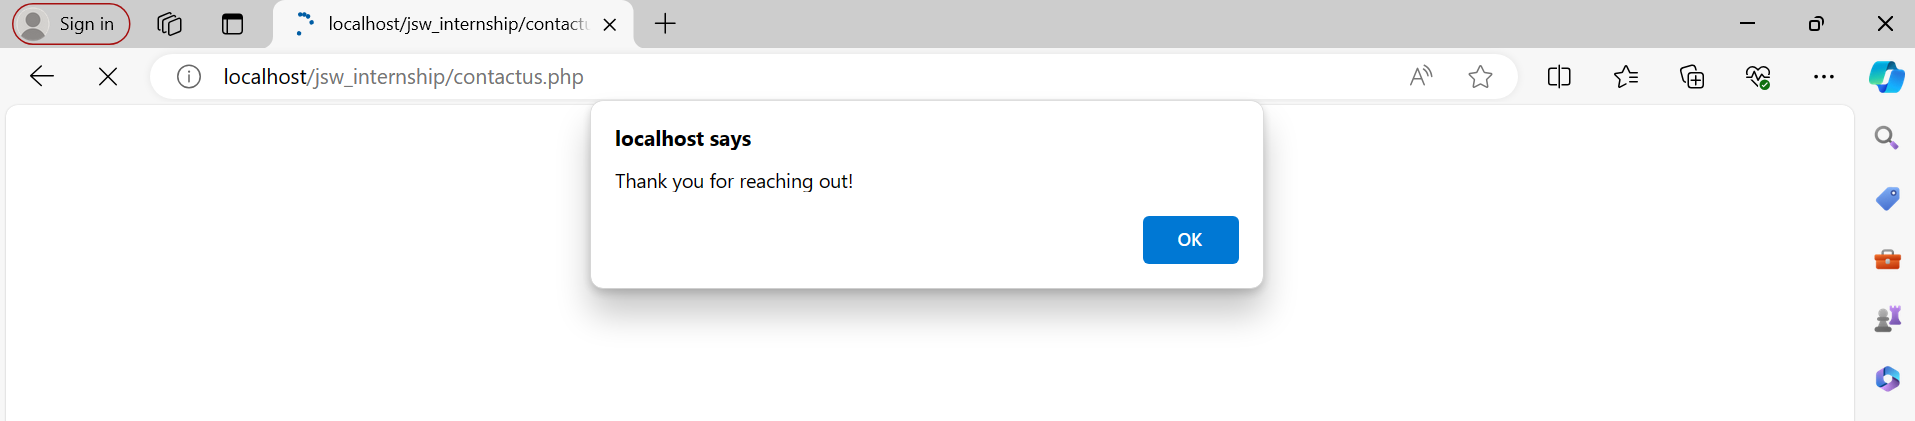 Sign in
localhost/jsw_internship/contactu
localhost/jsw_internship/contactus.php
localhost says
Thank you for reaching out!
OK